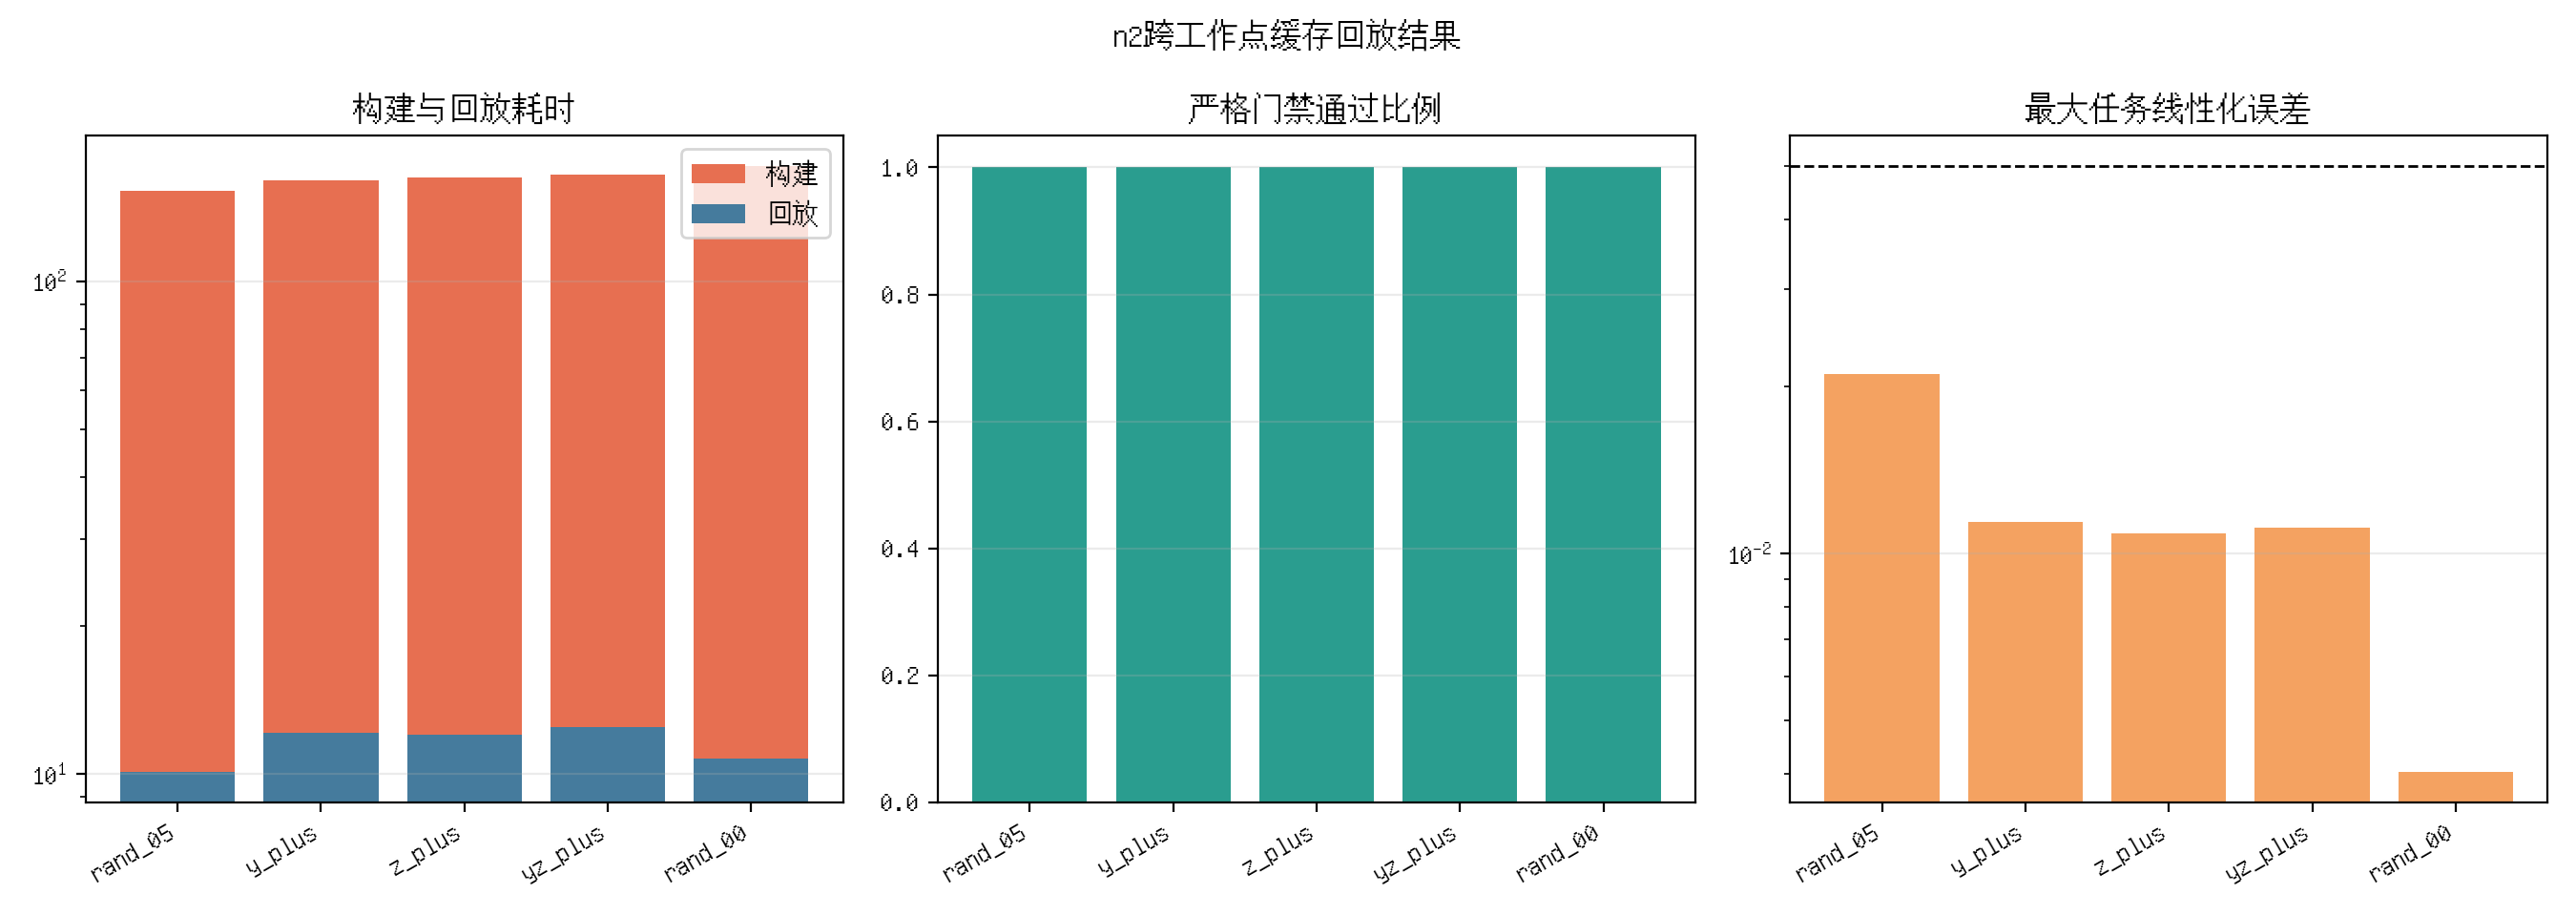 n2跨工作点缓存回放结果
构建与回放耗时
构建
回放
10²
10¹
rand_05
y_plus
z_plus
yz_plus
rand_00
严格门禁通过比例
1.0
0.8
0.6
0.4
0.2
0.0
rand_05
y_plus
z_plus
yz_plus
rand_00
最大任务线性化误差
10⁻²
rand_05
y_plus
z_plus
yz_plus
rand_00